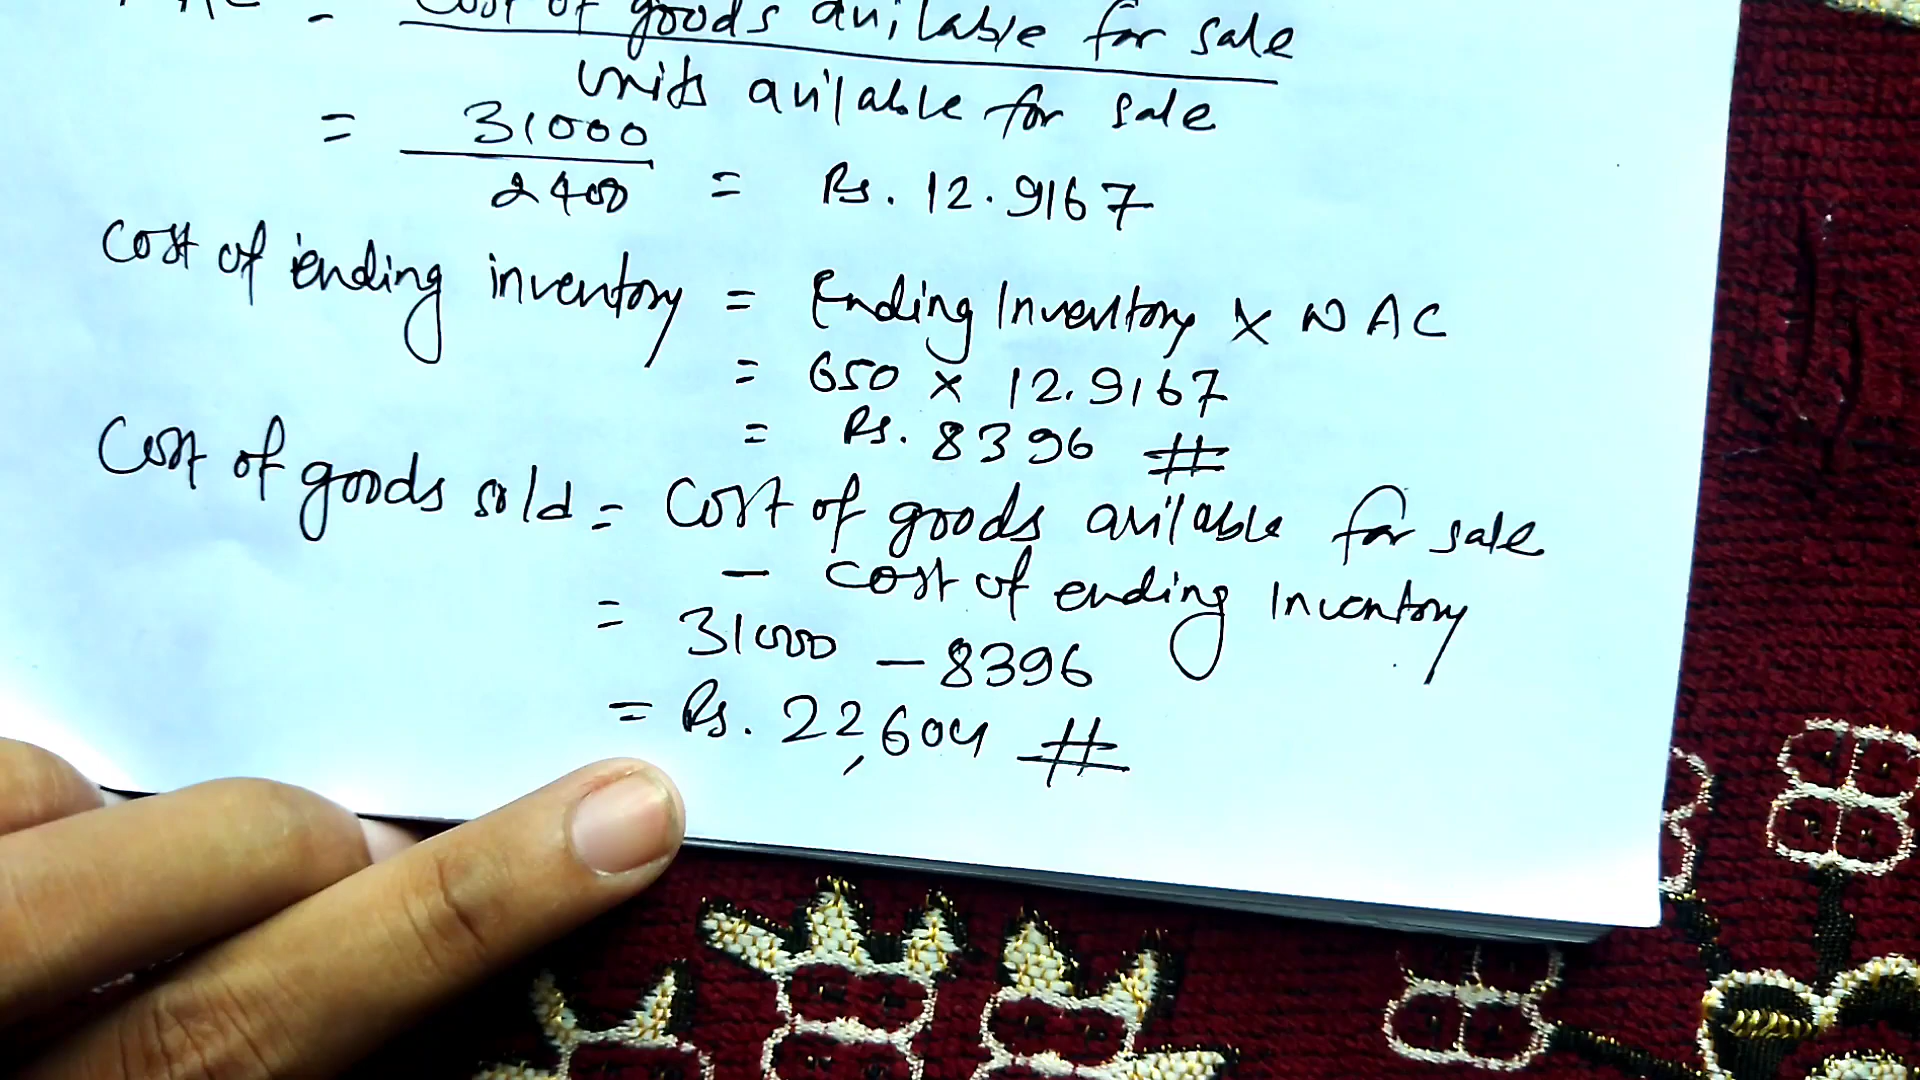 AC = Cost of goods available for sale
units avilable for sale
= 31000
2400 = Rs. 12.9167
Cost of ending inventory = Ending Inventory x WAC
= 650 x 12.9167
= Rs. 8396 #
Cost of goods sold = Cost of goods available for sale
- cost of ending Inventory
= 31000 - 8396
= Rs. 22,604 #